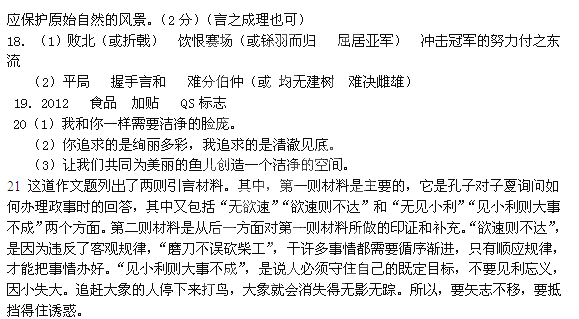 应保护原始自然的风景。（2 分）（言之成理也可）
18. （1）败北（或折戟） 饮恨赛场（或铩羽而归 屈居亚军） 冲击冠军的努力付之东
流
（2）平局 握手言和 难分伯仲（或 均无建树 难决雌雄）
19. 2012 食品 加贴 QS 标志
20（1）我和你一样需要洁净的脸庞。
（2）你追求的是绚丽多彩，我追求的是清澈见底。
（3）让我们共同为美丽的鱼儿创造一个洁净的空间。
21 这道作文题列出了两则引言材料。其中，第一则材料是主要的，它是孔子对子夏询问如
何办理政事时的回答，其中又包括“无欲速”“欲速则不达”和“无见小利”“见小利则大事
不成”两个方面。第二则材料是从后一方面对第一则材料所做的印证和补充。“欲速则不达”，
是因为违反了客观规律，“磨刀不误砍柴工”，干许多事情都需要循序渐进，只有顺应规律，
才能把事情办好。“见小利则大事不成”，是说人必须守住自己的既定目标，不要见利忘义，
因小失大。追赶大象的人停下来打鸟，大象就会消失得无影无踪。所以，要矢志不移，要抵
挡得住诱惑。